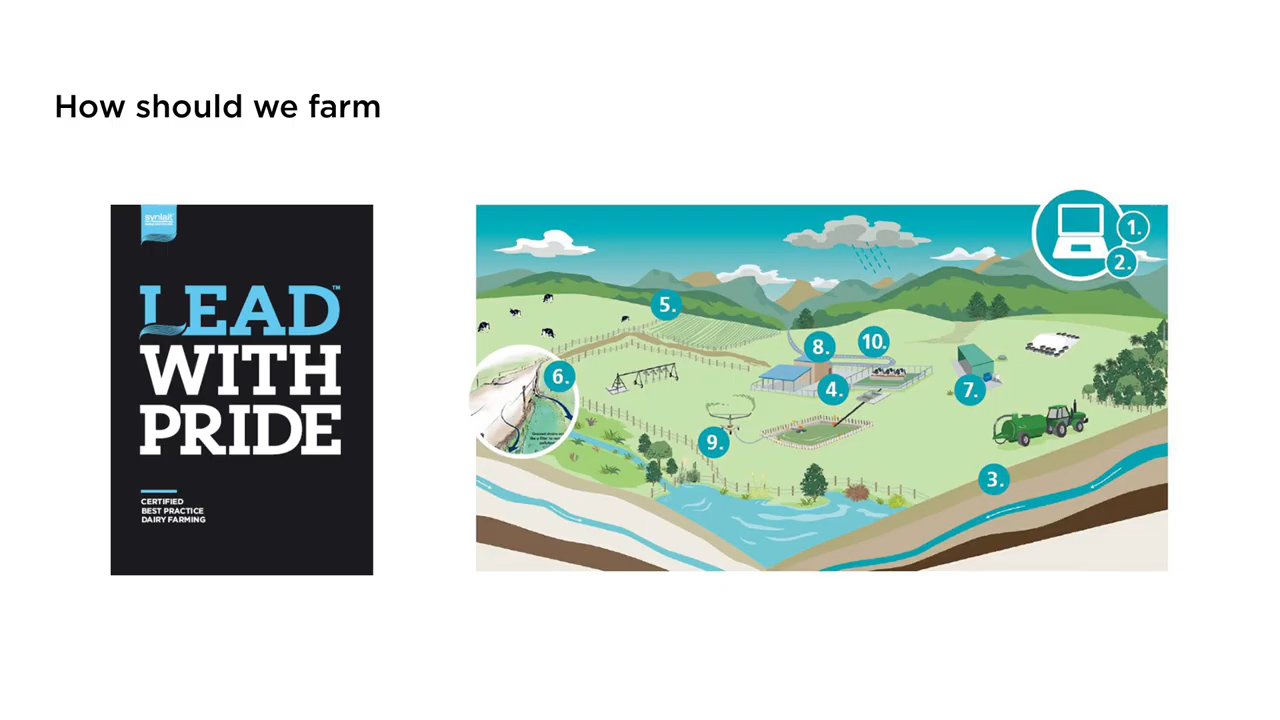 How should we farm
synlait
LEAD™
WITH
PRIDE
CERTIFIED
BEST PRACTICE
DAIRY FARMING
1.
2.
5.
8.
10.
6.
4.
7.
9.
3.